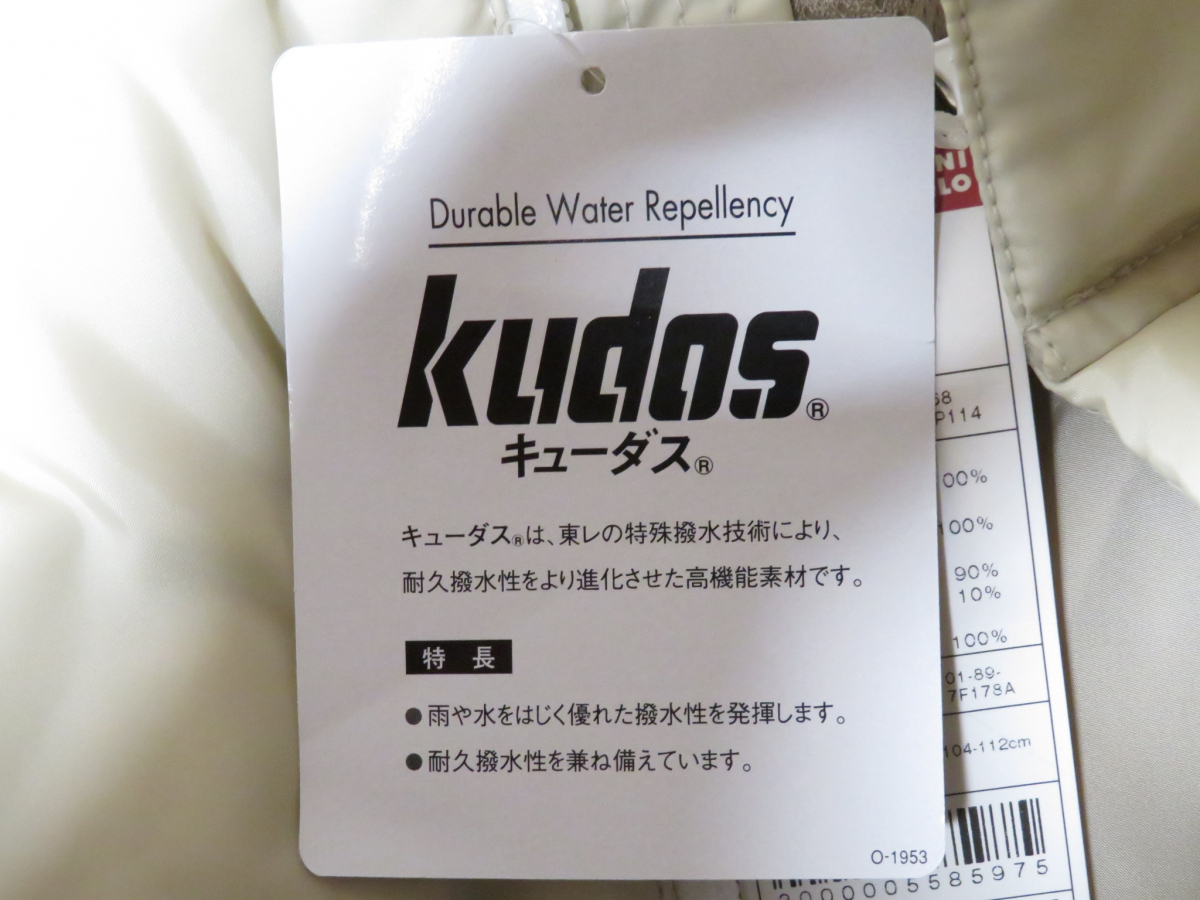 Durable Water Repellency
kudos®
キューダス®
キューダス®は、東レの特殊撥水技術により、
耐久撥水性をより進化させた高機能素材です。
特 長
●雨や水をはじく優れた撥水性を発揮します。
●耐久撥水性を兼ね備えています。
O-1953
NI
LO
68
P114
00%
100%
90%
10%
100%
01-89-
7F178A
104-112cm
2000005585975